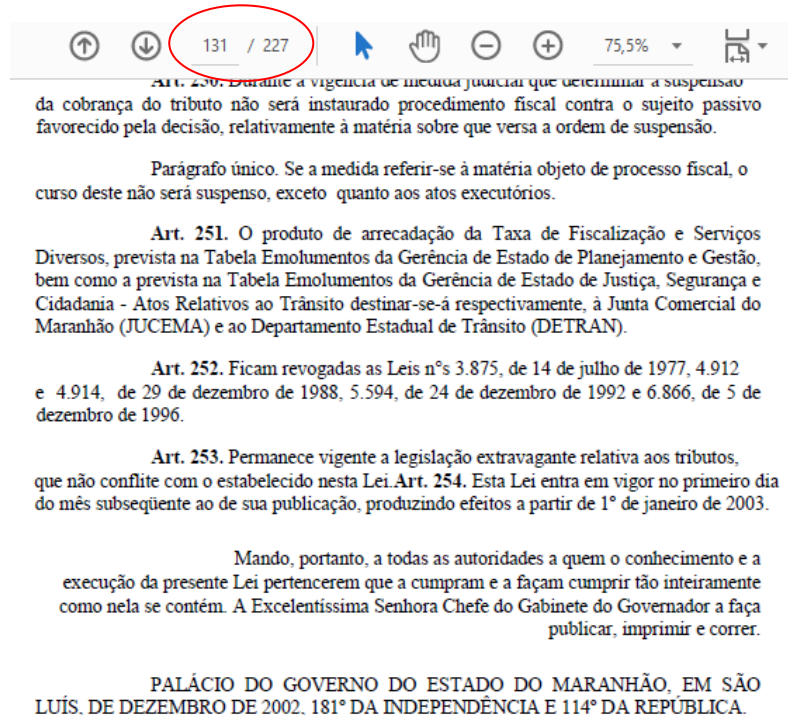 131 / 227
75,5%
Art. 250. Durante a vigência de medida judicial que determinar a suspensão
da cobrança do tributo não será instaurado procedimento fiscal contra o sujeito passivo
favorecido pela decisão, relativamente à matéria sobre que versa a ordem de suspensão.
Parágrafo único. Se a medida referir-se à matéria objeto de processo fiscal, o
curso deste não será suspenso, exceto quanto aos atos executórios.
Art. 251. O produto de arrecadação da Taxa de Fiscalização e Serviços
Diversos, prevista na Tabela Emolumentos da Gerência de Estado de Planejamento e Gestão,
bem como a prevista na Tabela Emolumentos da Gerência de Estado de Justiça, Segurança e
Cidadania - Atos Relativos ao Trânsito destinar-se-á respectivamente, à Junta Comercial do
Maranhão (JUCEMA) e ao Departamento Estadual de Trânsito (DETRAN).
Art. 252. Ficam revogadas as Leis n°s 3.875, de 14 de julho de 1977, 4.912
e 4.914, de 29 de dezembro de 1988, 5.594, de 24 de dezembro de 1992 e 6.866, de 5 de
dezembro de 1996.
Art. 253. Permanece vigente a legislação extravagante relativa aos tributos,
que não conflite com o estabelecido nesta Lei.Art. 254. Esta Lei entra em vigor no primeiro dia
do mês subseqüente ao de sua publicação, produzindo efeitos a partir de 1° de janeiro de 2003.
Mando, portanto, a todas as autoridades a quem o conhecimento e a
execução da presente Lei pertencerem que a cumpram e a façam cumprir tão inteiramente
como nela se contém. A Excelentíssima Senhora Chefe do Gabinete do Governador a faça
publicar, imprimir e correr.
PALÁCIO DO GOVERNO DO ESTADO DO MARANHÃO, EM SÃO
LUÍS, DE DEZEMBRO DE 2002, 181° DA INDEPENDÊNCIA E 114° DA REPÚBLICA.